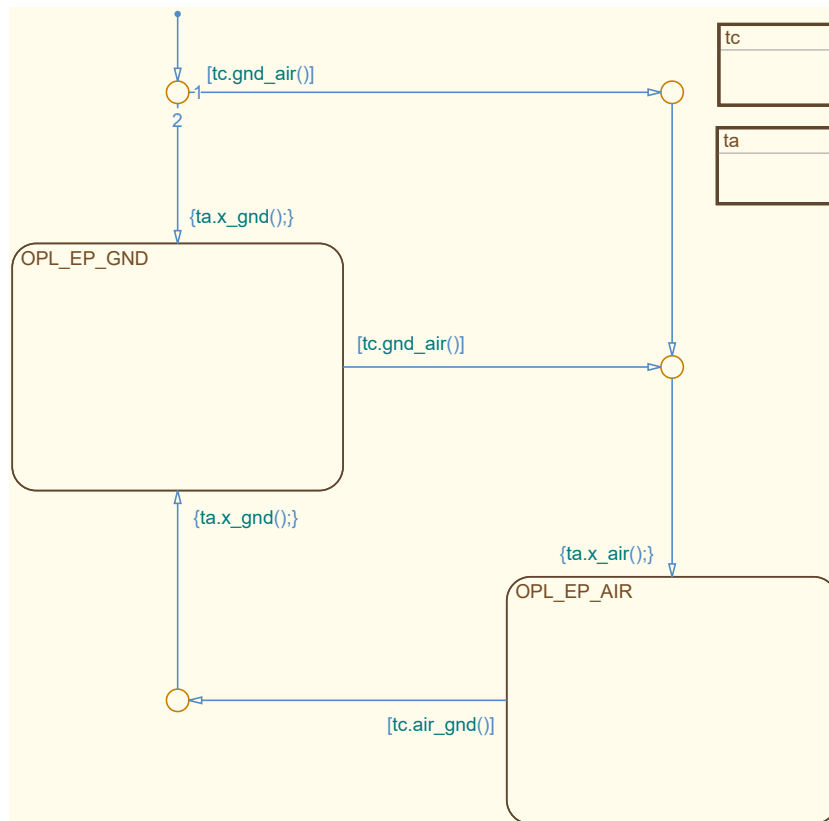 tc
[tc.gnd_air()]
1
2
ta
{ta.x_gnd();}
OPL_EP_GND
[tc.gnd_air()]
{ta.x_gnd();}
{ta.x_air();}
OPL_EP_AIR
[tc.air_gnd()]